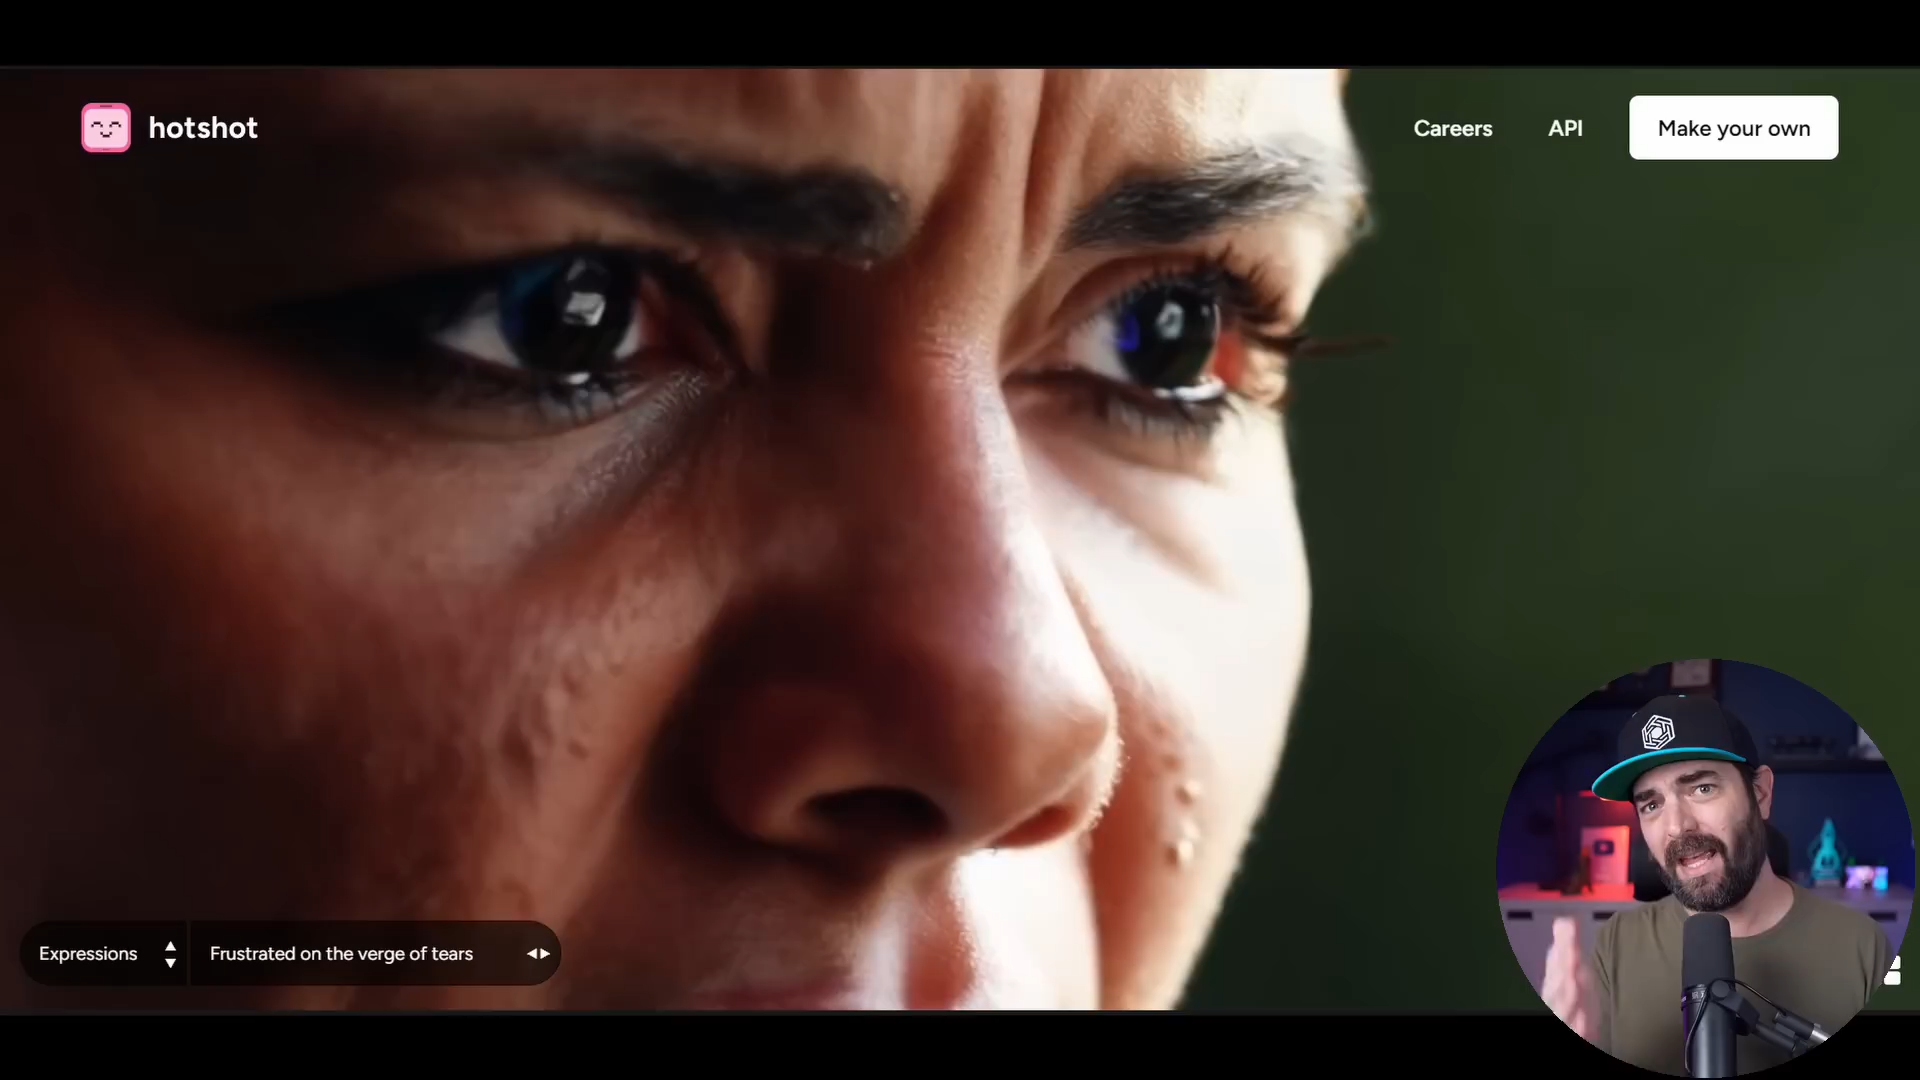 hotshot
Careers
API
Make your own
Expressions
Frustrated on the verge of tears